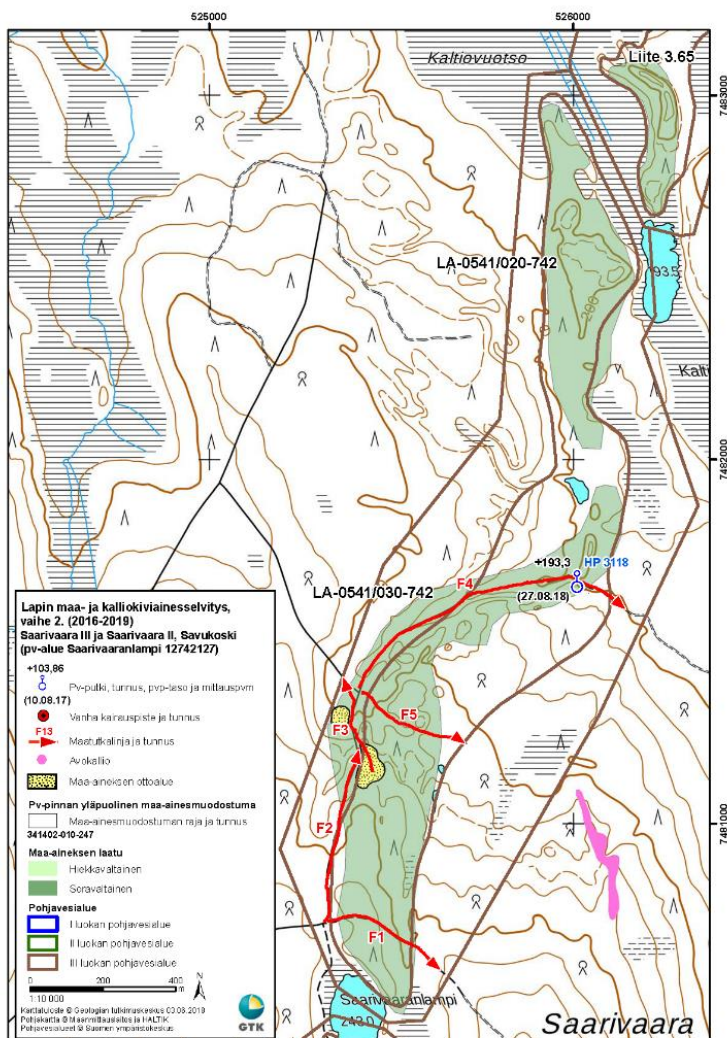 525000
526000
Kaltiovuotso
Liite 3.65
7483000
LA-0541/020-742
93.5
200
Kalti
7482000
+193,3
HP 3118
(27.08.18)
F4
LA-0541/030-742
F5
F3
F2
7481000
F1
Saarivaaranlampi
243.0
Saarivaara
Lapin maa- ja kalliokiviainesselvitys,
vaihe 2. (2016-2019)
Saarivaara III ja Saarivaara II, Savukoski
(pv-alue Saarivaaranlampi 12742127)
+103,86
Pv-putki, tunnus, pvp-taso ja mittauspvm
(10.08.17)
Vanha kairauspiste ja tunnus
F13
Maatutkalinja ja tunnus
Avokallio
Maa-aineksen ottoalue
Pv-pinnan yläpuolinen maa-ainesmuodostuma
Maa-ainesmuodostuman raja ja tunnus
341402-010-247
Maa-aineksen laatu
Hiekkavaltainen
Soravaltainen
Pohjavesialue
I luokan pohjavesialue
II luokan pohjavesialue
III luokan pohjavesialue
0 200 400
m
N
1:10 000
Karttatuloste © Geologian tutkimuskeskus 03.06.2019
Pohjakartta © Maanmittauslaitos ja HALTIK
Pohjavesialueet © Suomen ympäristökeskus
GTK